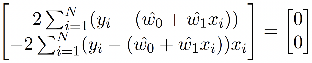 [ 2 ∑_{i=1}^{N} (y_i   (ŵ_0 + ŵ_1 x_i)) ] = [ 0 ]
[ −2 ∑_{i=1}^{N} (y_i − (ŵ_0 + ŵ_1 x_i)) x_i ]   [ 0 ]